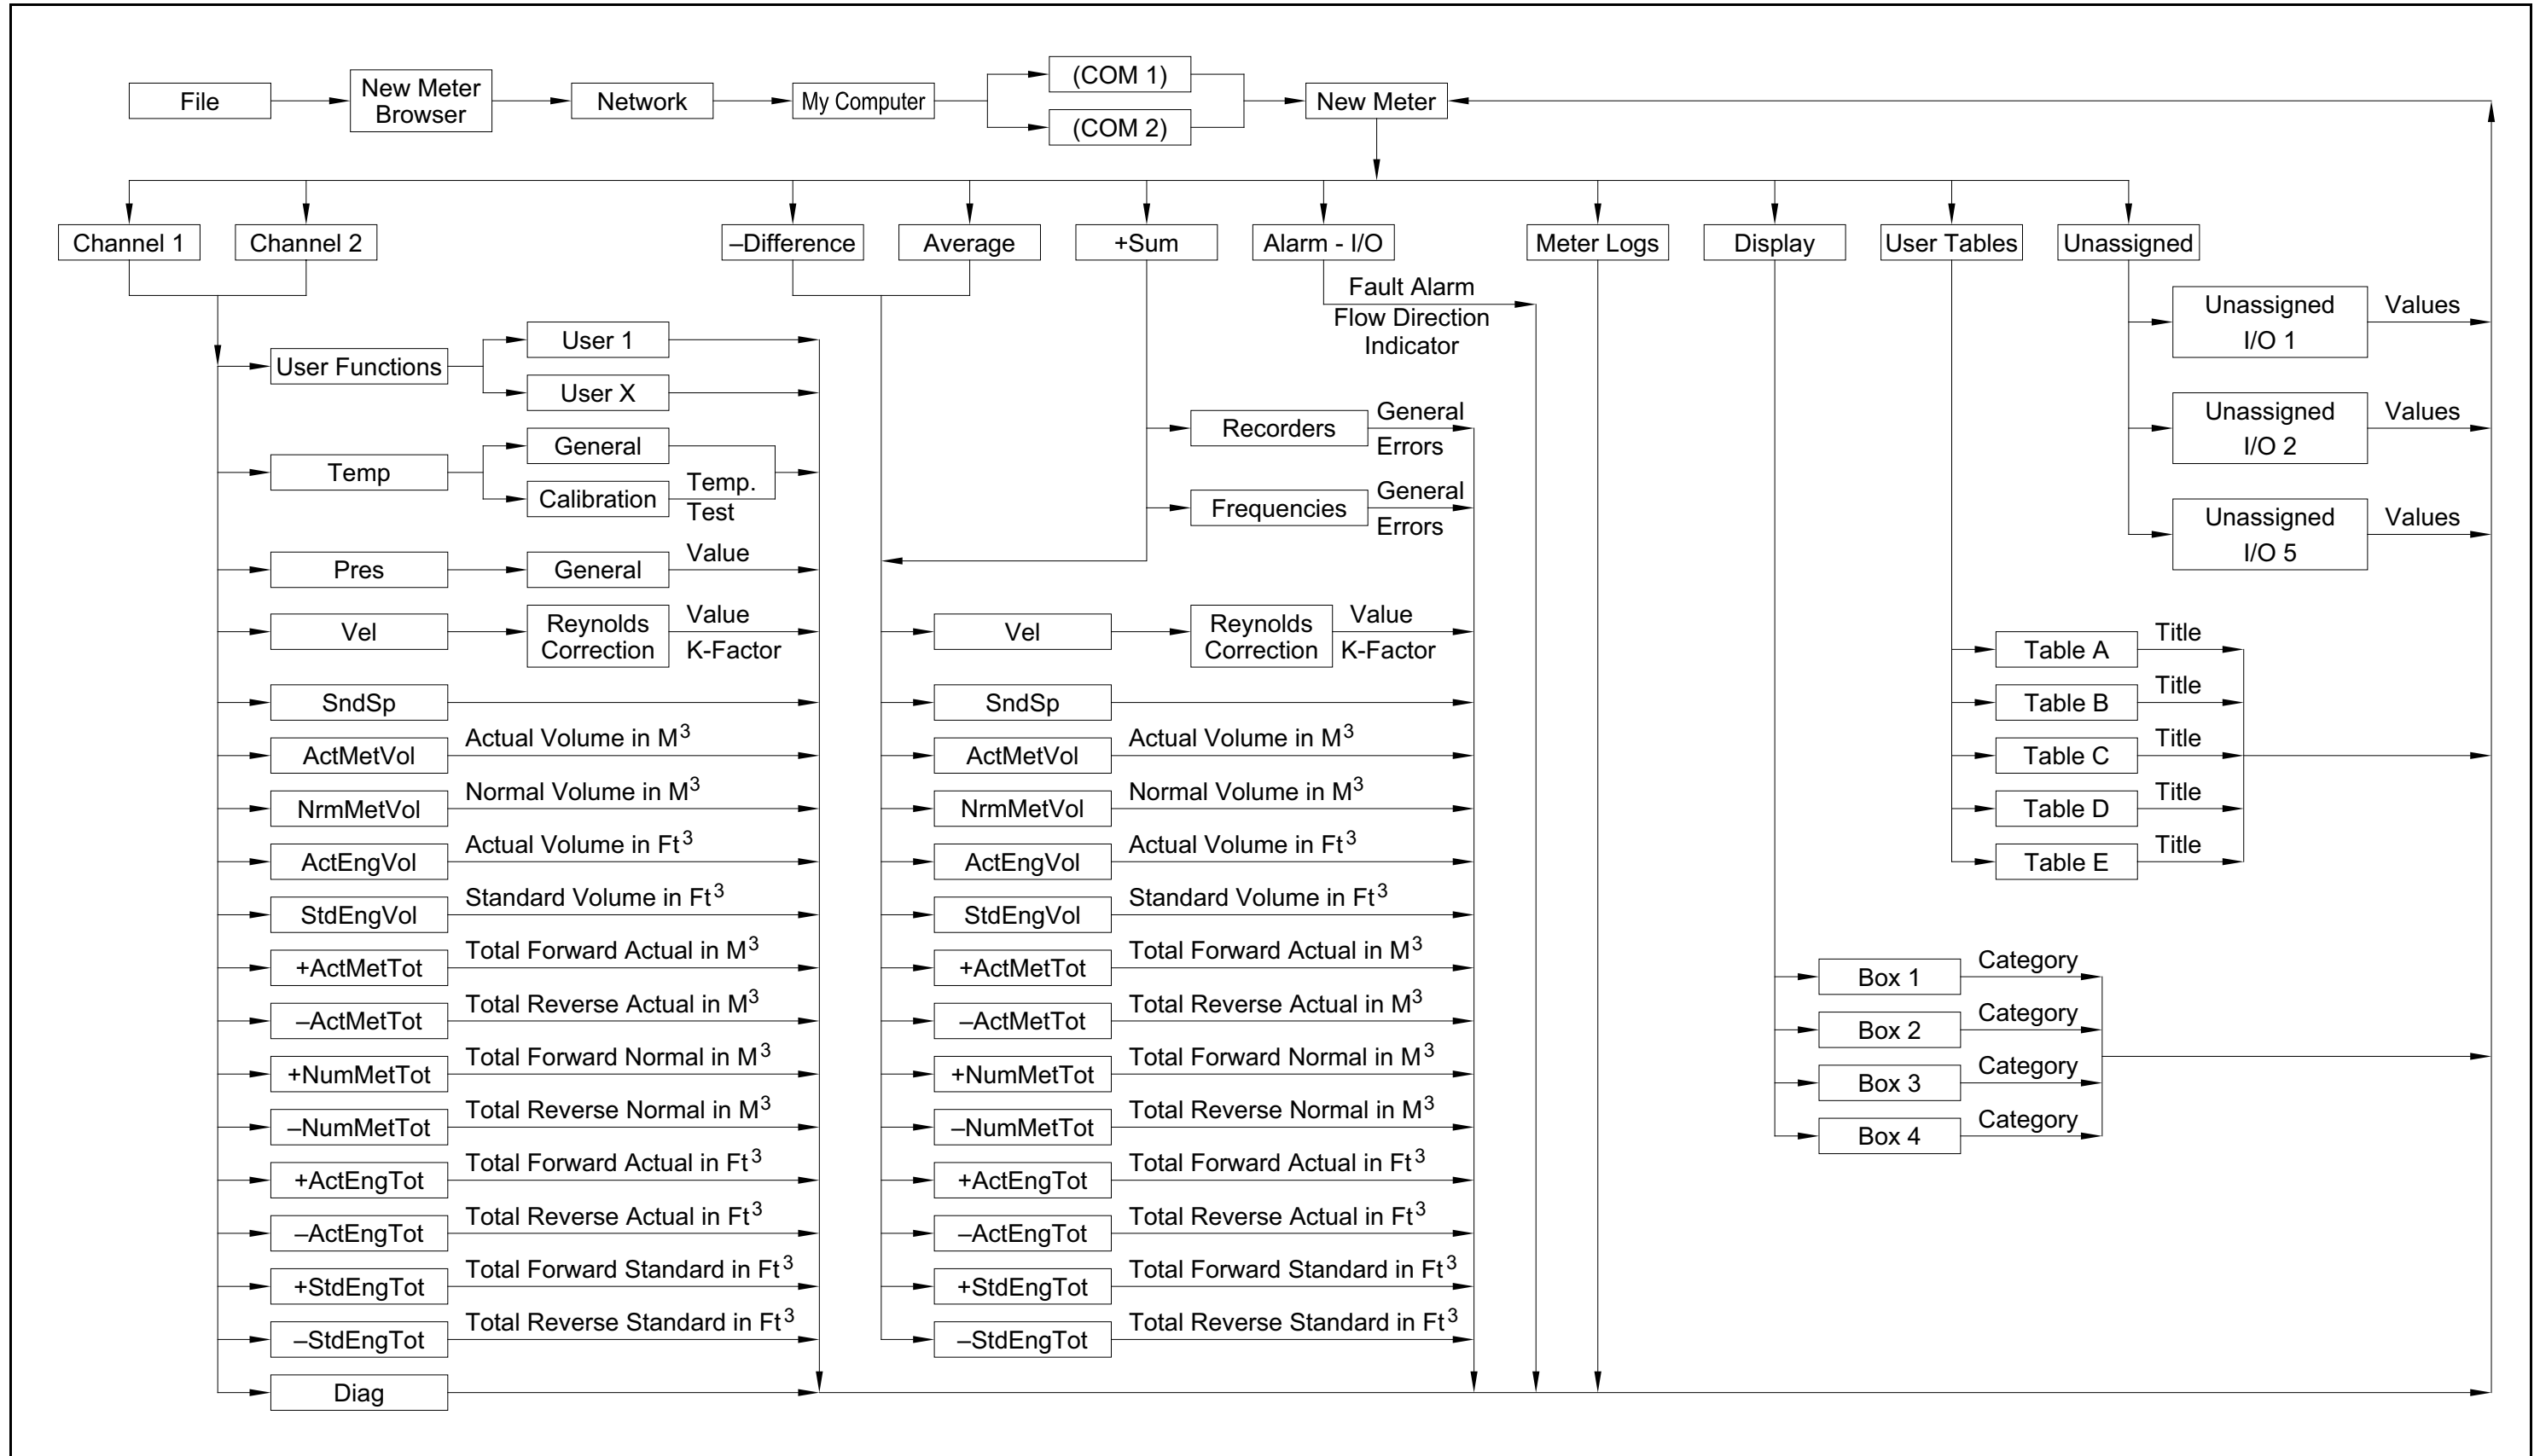 File
New Meter
Browser
Network
My Computer
(COM 1)
(COM 2)
New Meter
Channel 1
Channel 2
–Difference
Average
+Sum
Alarm - I/O
Meter Logs
Display
User Tables
Unassigned
Fault Alarm
Flow Direction
Indicator
User Functions
User 1
User X
Temp
General
Calibration
Temp.
Test
Pres
General
Value
Vel
Reynolds
Correction
Value
K-Factor
SndSp
ActMetVol
Actual Volume in M³
NrmMetVol
Normal Volume in M³
ActEngVol
Actual Volume in Ft³
StdEngVol
Standard Volume in Ft³
+ActMetTot
Total Forward Actual in M³
–ActMetTot
Total Reverse Actual in M³
+NumMetTot
Total Forward Normal in M³
–NumMetTot
Total Reverse Normal in M³
+ActEngTot
Total Forward Actual in Ft³
–ActEngTot
Total Reverse Actual in Ft³
+StdEngTot
Total Forward Standard in Ft³
–StdEngTot
Total Reverse Standard in Ft³
Diag
Recorders
General
Errors
Frequencies
General
Errors
Vel
Reynolds
Correction
Value
K-Factor
SndSp
ActMetVol
Actual Volume in M³
NrmMetVol
Normal Volume in M³
ActEngVol
Actual Volume in Ft³
StdEngVol
Standard Volume in Ft³
+ActMetTot
Total Forward Actual in M³
–ActMetTot
Total Reverse Actual in M³
+NumMetTot
Total Forward Normal in M³
–NumMetTot
Total Reverse Normal in M³
+ActEngTot
Total Forward Actual in Ft³
–ActEngTot
Total Reverse Actual in Ft³
+StdEngTot
Total Forward Standard in Ft³
–StdEngTot
Total Reverse Standard in Ft³
Box 1
Category
Box 2
Category
Box 3
Category
Box 4
Category
Table A
Title
Table B
Title
Table C
Title
Table D
Title
Table E
Title
Unassigned
I/O 1
Values
Unassigned
I/O 2
Values
Unassigned
I/O 5
Values